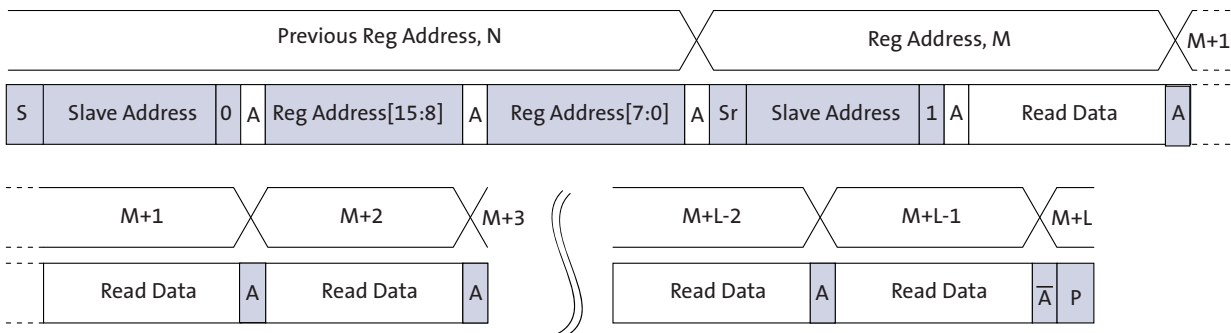 Previous Reg Address, N Reg Address, M M+1
S Slave Address 0 A Reg Address[15:8] A Reg Address[7:0] A Sr Slave Address 1 A Read Data A
M+1 M+2 M+3 M+L-2 M+L-1 M+L
Read Data A Read Data A Read Data A Read Data A̅ P